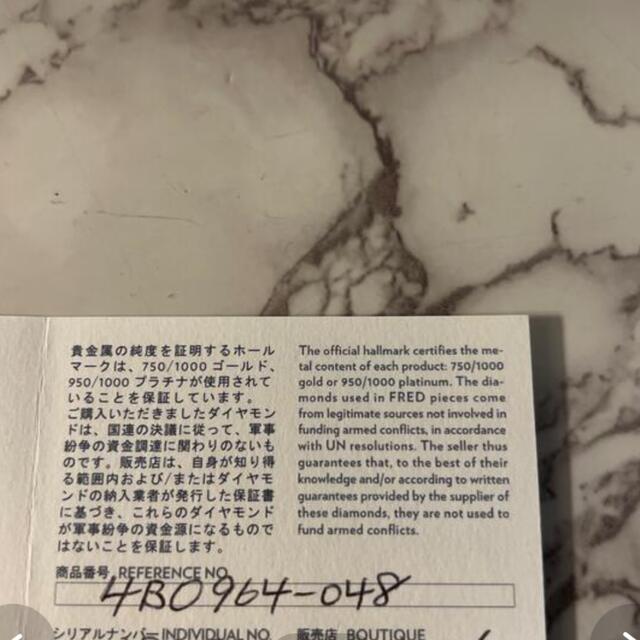 貴金属の純度を証明するホール
マークは、750/1000 ゴールド、
950/1000 プラチナが使用されて
いることを保証しています。
ご購入いただきましたダイヤモン
ドは、国連の決議に従って、軍事
紛争の資金調達に関わりのないも
のです。販売店は、自身が知り得
る範囲内および/またはダイヤモ
ンドの納入業者が発行した保証書
に基づき、これらのダイヤモンド
が軍事紛争の資金源になるもので
はないことを保証します。
The official hallmark certifies the me-
tal content of each product: 750/1000
gold or 950/1000 platinum. The dia-
monds used in FRED pieces come
from legitimate sources not involved in
funding armed conflicts, in accordance
with UN resolutions. The seller thus
guarantees that, to the best of their
knowledge and/or according to written
guarantees provided by the supplier of
these diamonds, they are not used to
fund armed conflicts.
商品番号 REFERENCE NO.
4B0964-048
シリアルナンバー INDIVIDUAL NO. 販売店 BOUTIQUE